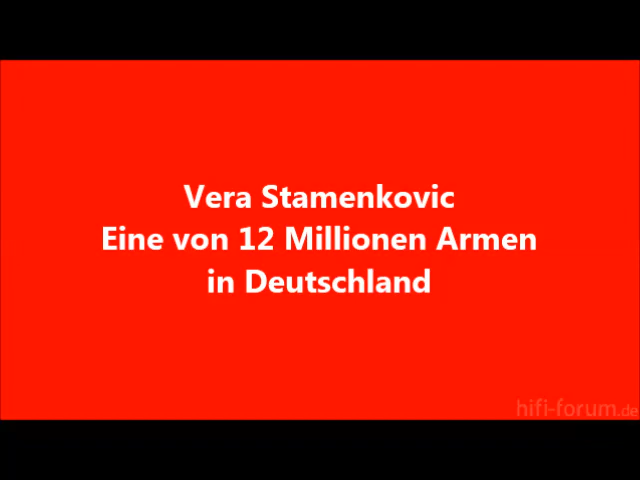 Vera Stamenkovic
Eine von 12 Millionen Armen
in Deutschland
hifi-forum.de